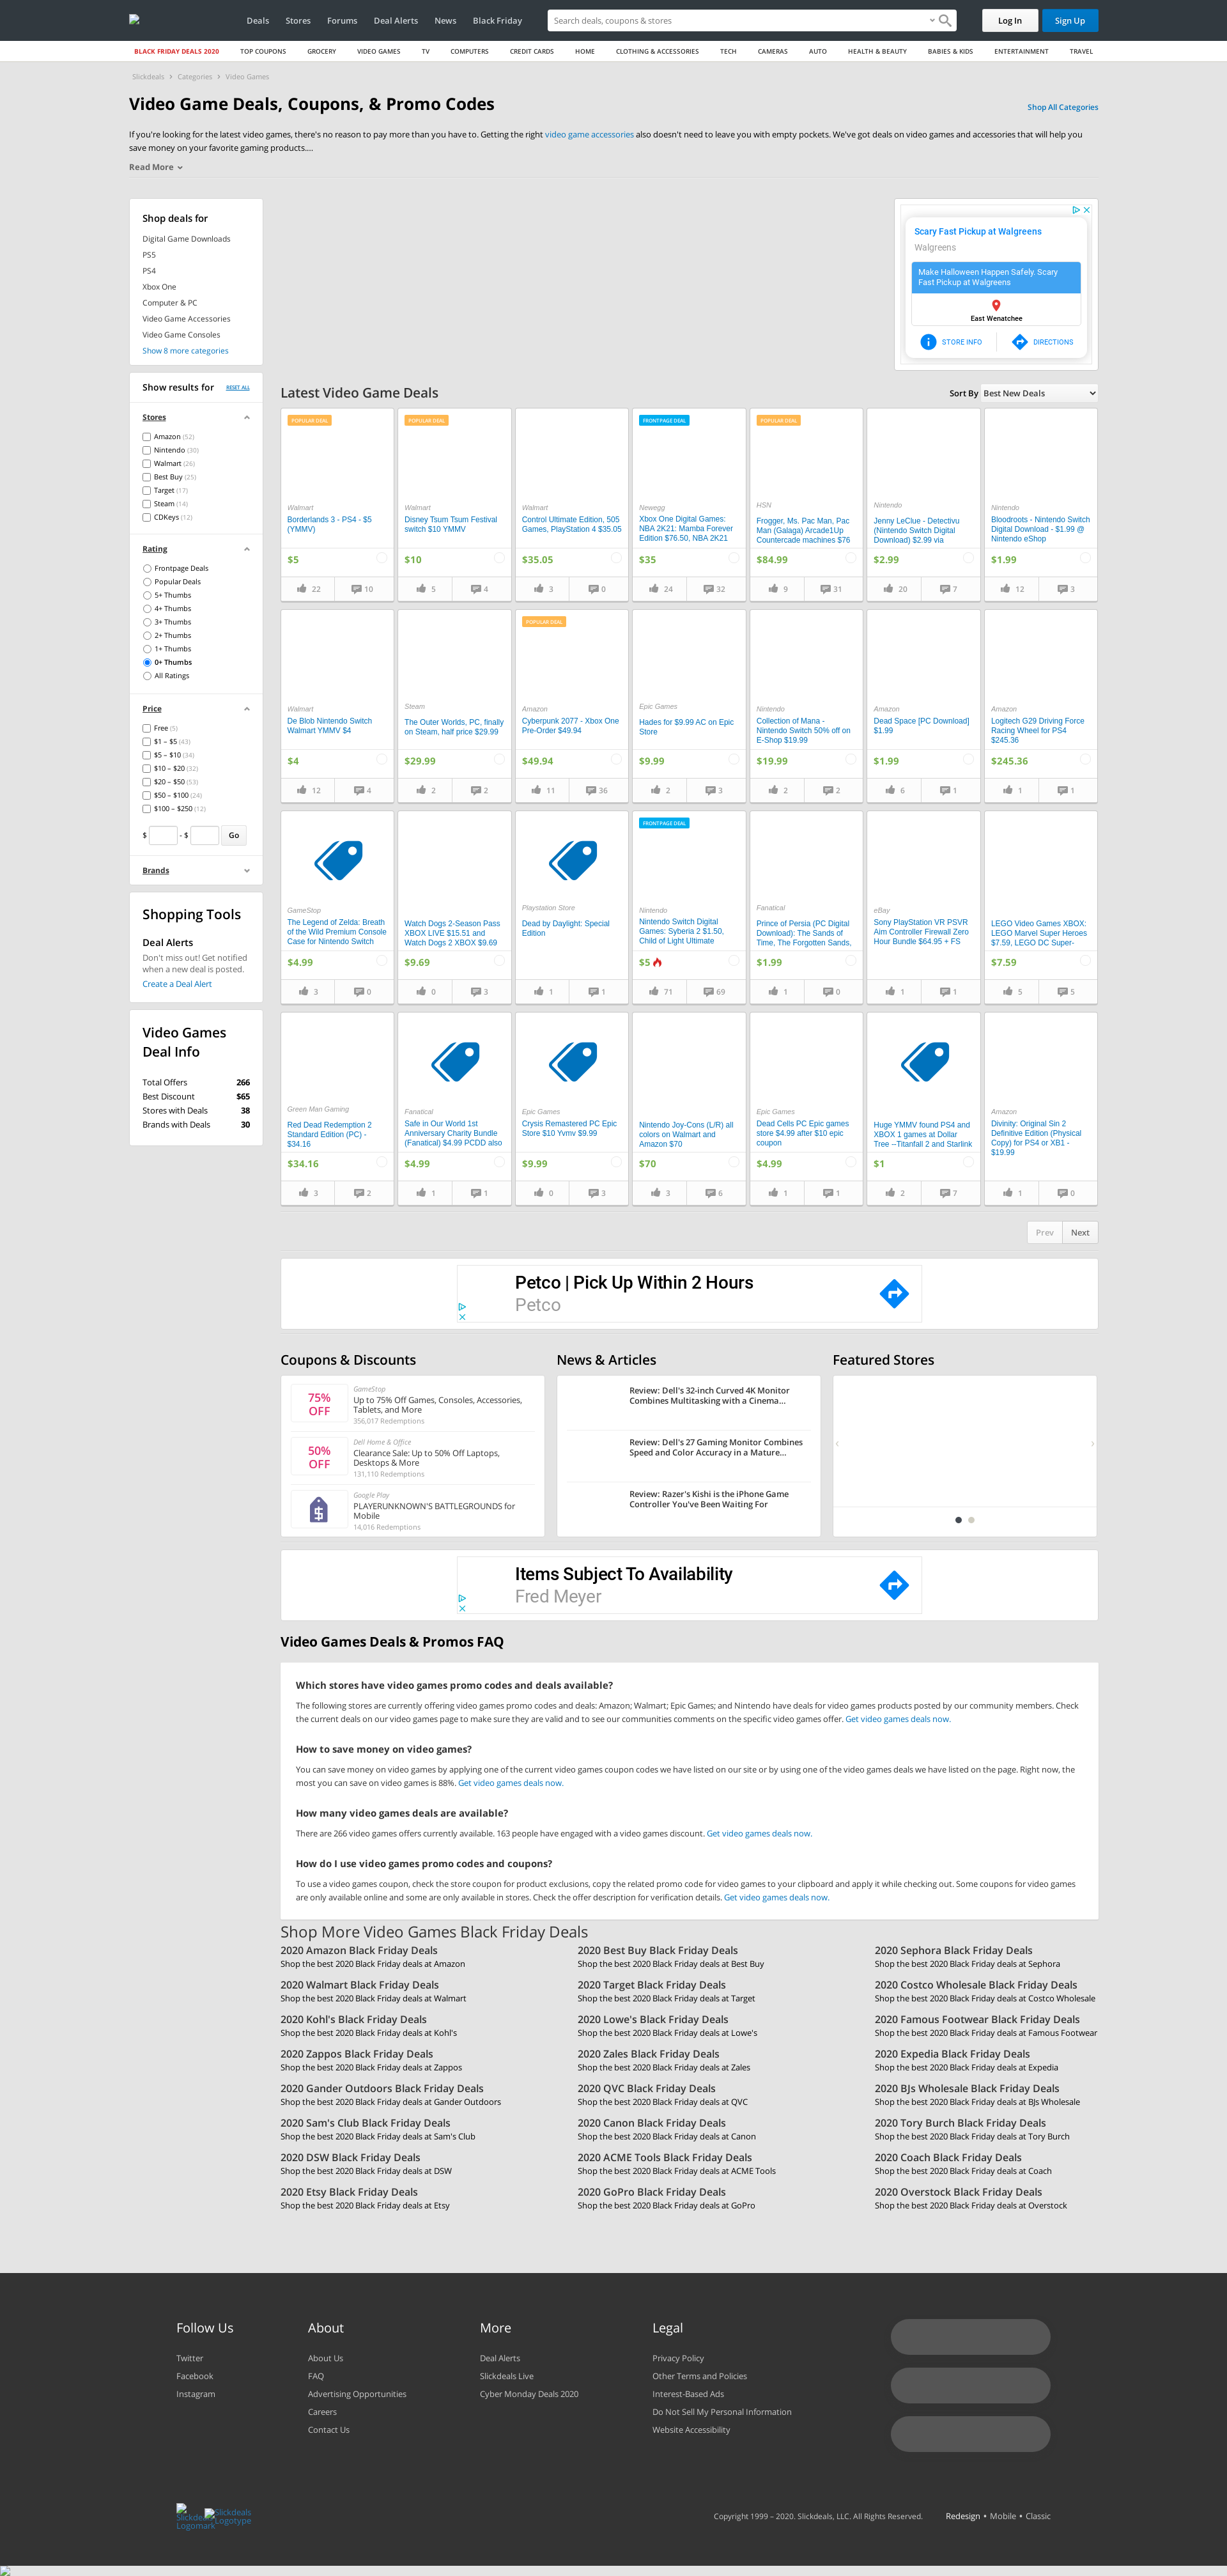 Deals Stores Forums Deal Alerts News Black Friday
Search deals, coupons & stores
Log In
Sign Up
BLACK FRIDAY DEALS 2020 TOP COUPONS GROCERY VIDEO GAMES TV COMPUTERS CREDIT CARDS HOME CLOTHING & ACCESSORIES TECH CAMERAS AUTO HEALTH & BEAUTY BABIES & KIDS ENTERTAINMENT TRAVEL
Slickdeals › Categories › Video Games
Video Game Deals, Coupons, & Promo Codes
Shop All Categories
If you're looking for the latest video games, there's no reason to pay more than you have to. Getting the right video game accessories also doesn't need to leave you with empty pockets. We've got deals on video games and accessories that will help you
save money on your favorite gaming products....
Read More
Shop deals for
Digital Game Downloads
PS5
PS4
Xbox One
Computer & PC
Video Game Accessories
Video Game Consoles
Show 8 more categories
Show results for RESET ALL
Stores
Amazon (52)
Nintendo (30)
Walmart (26)
Best Buy (25)
Target (17)
Steam (14)
CDKeys (12)
Rating
Frontpage Deals
Popular Deals
5+ Thumbs
4+ Thumbs
3+ Thumbs
2+ Thumbs
1+ Thumbs
0+ Thumbs
All Ratings
Price
Free (5)
$1 – $5 (43)
$5 – $10 (34)
$10 – $20 (32)
$20 – $50 (53)
$50 – $100 (24)
$100 – $250 (12)
$ - $ Go
Brands
Shopping Tools
Deal Alerts
Don't miss out! Get notified
when a new deal is posted.
Create a Deal Alert
Video Games
Deal Info
Total Offers 266
Best Discount $65
Stores with Deals 38
Brands with Deals 30
Scary Fast Pickup at Walgreens
Walgreens
Make Halloween Happen Safely. Scary
Fast Pickup at Walgreens
East Wenatchee
STORE INFO
DIRECTIONS
Latest Video Game Deals
Sort By Best New Deals
POPULAR DEAL
Walmart
Borderlands 3 - PS4 - $5
(YMMV)
$5
22 10
POPULAR DEAL
Walmart
Disney Tsum Tsum Festival
switch $10 YMMV
$10
5 4
Walmart
Control Ultimate Edition, 505
Games, PlayStation 4 $35.05
$35.05
3 0
FRONTPAGE DEAL
Newegg
Xbox One Digital Games:
NBA 2K21: Mamba Forever
Edition $76.50, NBA 2K21
$35
24 32
POPULAR DEAL
HSN
Frogger, Ms. Pac Man, Pac
Man (Galaga) Arcade1Up
Countercade machines $76
$84.99
9 31
Nintendo
Jenny LeClue - Detectivu
(Nintendo Switch Digital
Download) $2.99 via
$2.99
20 7
Nintendo
Bloodroots - Nintendo Switch
Digital Download - $1.99 @
Nintendo eShop
$1.99
12 3
Walmart
De Blob Nintendo Switch
Walmart YMMV $4
$4
12 4
Steam
The Outer Worlds, PC, finally
on Steam, half price $29.99
$29.99
2 2
POPULAR DEAL
Amazon
Cyberpunk 2077 - Xbox One
Pre-Order $49.94
$49.94
11 36
Epic Games
Hades for $9.99 AC on Epic
Store
$9.99
2 3
Nintendo
Collection of Mana -
Nintendo Switch 50% off on
E-Shop $19.99
$19.99
2 2
Amazon
Dead Space [PC Download]
$1.99
$1.99
6 1
Amazon
Logitech G29 Driving Force
Racing Wheel for PS4
$245.36
$245.36
1 1
GameStop
The Legend of Zelda: Breath
of the Wild Premium Console
Case for Nintendo Switch
$4.99
3 0
Watch Dogs 2-Season Pass
XBOX LIVE $15.51 and
Watch Dogs 2 XBOX $9.69
$9.69
0 3
Playstation Store
Dead by Daylight: Special
Edition
1 1
FRONTPAGE DEAL
Nintendo
Nintendo Switch Digital
Games: Syberia 2 $1.50,
Child of Light Ultimate
$5
71 69
Fanatical
Prince of Persia (PC Digital
Download): The Sands of
Time, The Forgotten Sands,
$1.99
1 0
eBay
Sony PlayStation VR PSVR
Aim Controller Firewall Zero
Hour Bundle $64.95 + FS
1 1
LEGO Video Games XBOX:
LEGO Marvel Super Heroes
$7.59, LEGO DC Super-
$7.59
5 5
Green Man Gaming
Red Dead Redemption 2
Standard Edition (PC) -
$34.16
$34.16
3 2
Fanatical
Safe in Our World 1st
Anniversary Charity Bundle
(Fanatical) $4.99 PCDD also
$4.99
1 1
Epic Games
Crysis Remastered PC Epic
Store $10 Yvmv $9.99
$9.99
0 3
Nintendo Joy-Cons (L/R) all
colors on Walmart and
Amazon $70
$70
3 6
Epic Games
Dead Cells PC Epic games
store $4.99 after $10 epic
coupon
$4.99
1 1
Huge YMMV found PS4 and
XBOX 1 games at Dollar
Tree --Titanfall 2 and Starlink
$1
2 7
Amazon
Divinity: Original Sin 2
Definitive Edition (Physical
Copy) for PS4 or XB1 -
$19.99
1 0
Prev Next
Petco | Pick Up Within 2 Hours
Petco
Coupons & Discounts
75%
OFF
GameStop
Up to 75% Off Games, Consoles, Accessories,
Tablets, and More
356,017 Redemptions
50%
OFF
Dell Home & Office
Clearance Sale: Up to 50% Off Laptops,
Desktops & More
131,110 Redemptions
Google Play
PLAYERUNKNOWN'S BATTLEGROUNDS for
Mobile
14,016 Redemptions
News & Articles
Review: Dell's 32-inch Curved 4K Monitor
Combines Multitasking with a Cinema...
Review: Dell's 27 Gaming Monitor Combines
Speed and Color Accuracy in a Mature...
Review: Razer's Kishi is the iPhone Game
Controller You've Been Waiting For
Featured Stores
Items Subject To Availability
Fred Meyer
Video Games Deals & Promos FAQ
Which stores have video games promo codes and deals available?
The following stores are currently offering video games promo codes and deals: Amazon; Walmart; Epic Games; and Nintendo have deals for video games products posted by our community members. Check
the current deals on our video games page to make sure they are valid and to see our communities comments on the specific video games offer. Get video games deals now.
How to save money on video games?
You can save money on video games by applying one of the current video games coupon codes we have listed on our site or by using one of the video games deals we have listed on the page. Right now, the
most you can save on video games is 88%. Get video games deals now.
How many video games deals are available?
There are 266 video games offers currently available. 163 people have engaged with a video games discount. Get video games deals now.
How do I use video games promo codes and coupons?
To use a video games coupon, check the store coupon for product exclusions, copy the related promo code for video games to your clipboard and apply it while checking out. Some coupons for video games
are only available online and some are only available in stores. Check the offer description for verification details. Get video games deals now.
Shop More Video Games Black Friday Deals
2020 Amazon Black Friday Deals
Shop the best 2020 Black Friday deals at Amazon
2020 Best Buy Black Friday Deals
Shop the best 2020 Black Friday deals at Best Buy
2020 Sephora Black Friday Deals
Shop the best 2020 Black Friday deals at Sephora
2020 Walmart Black Friday Deals
Shop the best 2020 Black Friday deals at Walmart
2020 Target Black Friday Deals
Shop the best 2020 Black Friday deals at Target
2020 Costco Wholesale Black Friday Deals
Shop the best 2020 Black Friday deals at Costco Wholesale
2020 Kohl's Black Friday Deals
Shop the best 2020 Black Friday deals at Kohl's
2020 Lowe's Black Friday Deals
Shop the best 2020 Black Friday deals at Lowe's
2020 Famous Footwear Black Friday Deals
Shop the best 2020 Black Friday deals at Famous Footwear
2020 Zappos Black Friday Deals
Shop the best 2020 Black Friday deals at Zappos
2020 Zales Black Friday Deals
Shop the best 2020 Black Friday deals at Zales
2020 Expedia Black Friday Deals
Shop the best 2020 Black Friday deals at Expedia
2020 Gander Outdoors Black Friday Deals
Shop the best 2020 Black Friday deals at Gander Outdoors
2020 QVC Black Friday Deals
Shop the best 2020 Black Friday deals at QVC
2020 BJs Wholesale Black Friday Deals
Shop the best 2020 Black Friday deals at BJs Wholesale
2020 Sam's Club Black Friday Deals
Shop the best 2020 Black Friday deals at Sam's Club
2020 Canon Black Friday Deals
Shop the best 2020 Black Friday deals at Canon
2020 Tory Burch Black Friday Deals
Shop the best 2020 Black Friday deals at Tory Burch
2020 DSW Black Friday Deals
Shop the best 2020 Black Friday deals at DSW
2020 ACME Tools Black Friday Deals
Shop the best 2020 Black Friday deals at ACME Tools
2020 Coach Black Friday Deals
Shop the best 2020 Black Friday deals at Coach
2020 Etsy Black Friday Deals
Shop the best 2020 Black Friday deals at Etsy
2020 GoPro Black Friday Deals
Shop the best 2020 Black Friday deals at GoPro
2020 Overstock Black Friday Deals
Shop the best 2020 Black Friday deals at Overstock
Follow Us
Twitter
Facebook
Instagram
About
About Us
FAQ
Advertising Opportunities
Careers
Contact Us
More
Deal Alerts
Slickdeals Live
Cyber Monday Deals 2020
Legal
Privacy Policy
Other Terms and Policies
Interest-Based Ads
Do Not Sell My Personal Information
Website Accessibility
Slickdeals
Logomark
Slickdeals
Logotype
Copyright 1999 – 2020. Slickdeals, LLC. All Rights Reserved.
Redesign • Mobile • Classic